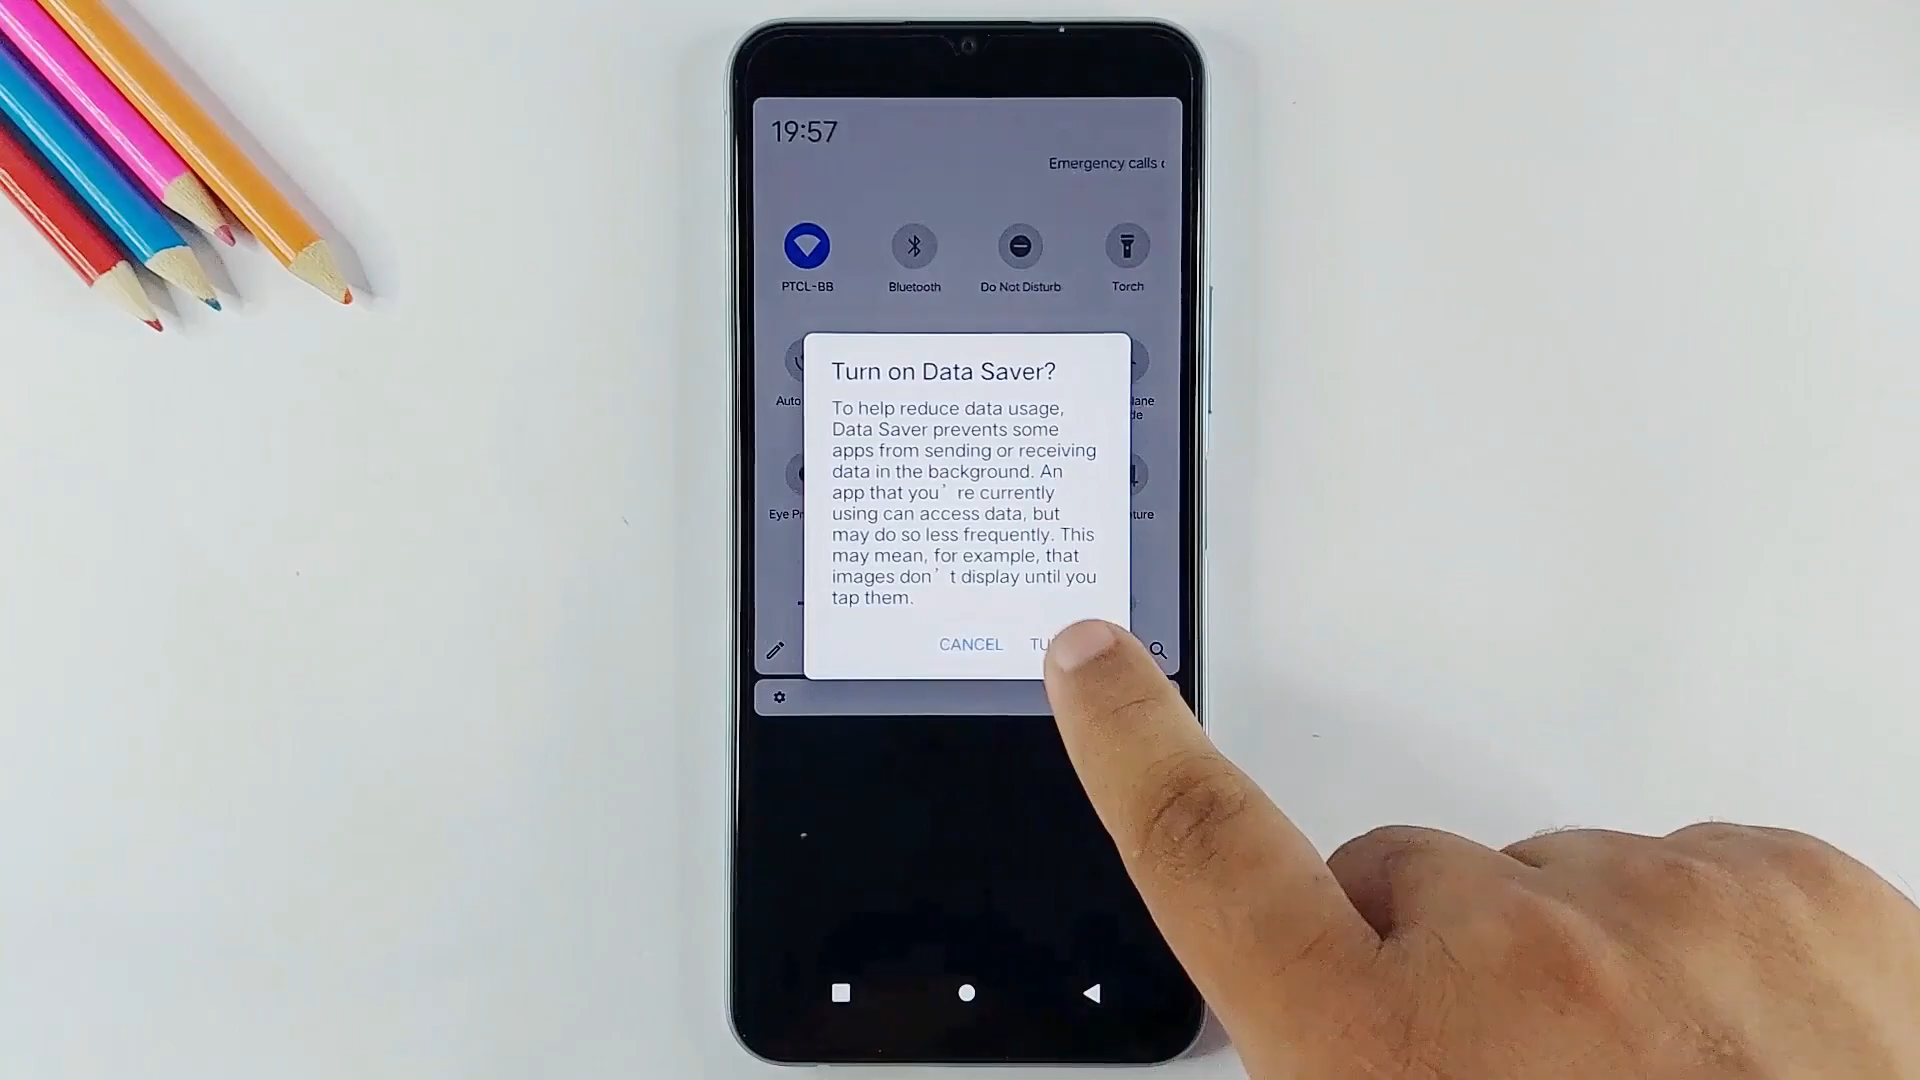 19:57
Emergency calls
PTCL-BB
Bluetooth
Do Not Disturb
Torch
Auto
Turn on Data Saver?
To help reduce data usage,
Data Saver prevents some
apps from sending or receiving
data in the background. An
app that you’re currently
using can access data, but
may do so less frequently. This
may mean, for example, that
images don’t display until you
tap them.
Eye
CANCEL